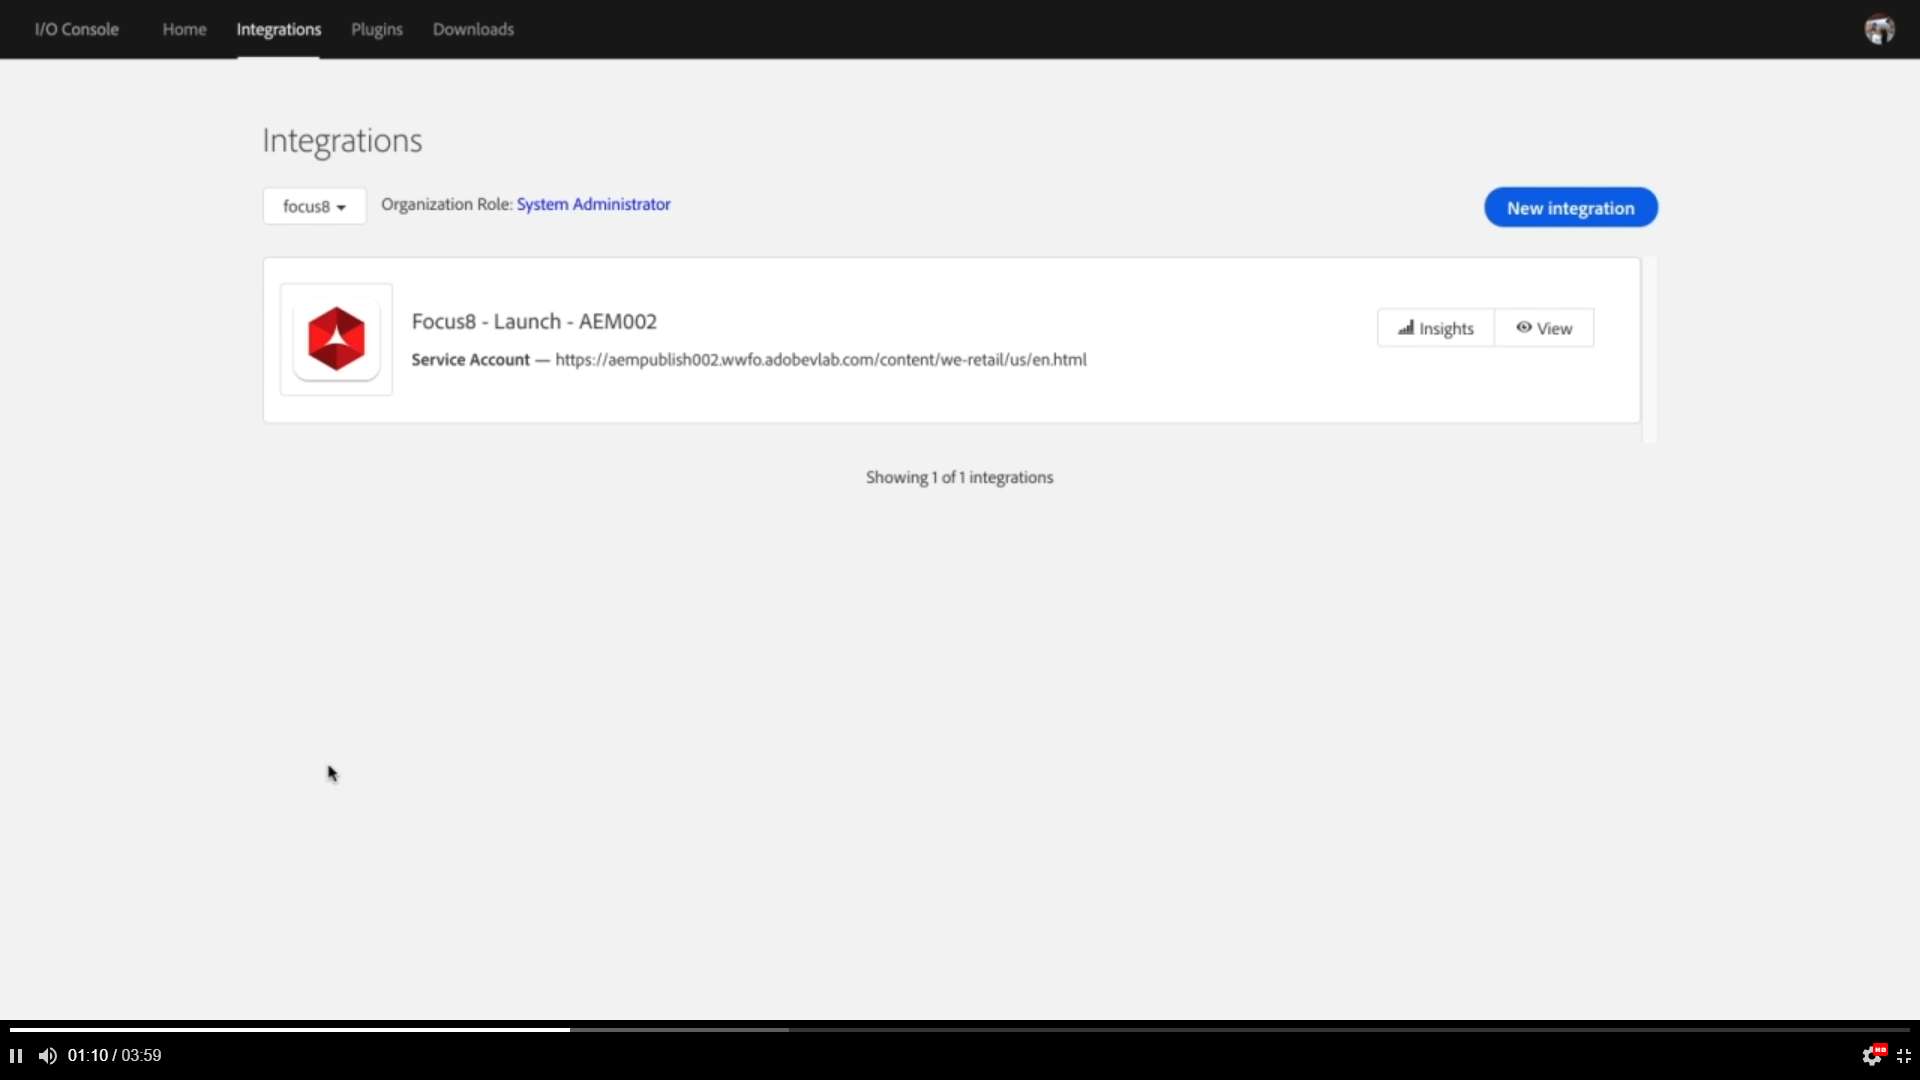 I/O Console Home Integrations Plugins Downloads
Integrations
focus8 Organization Role: System Administrator New integration
Focus8 - Launch - AEM002
Insights View
Service Account — https://aempublish002.wwfo.adobevlab.com/content/we-retail/us/en.html
Showing 1 of 1 integrations
01:10 / 03:59 HD